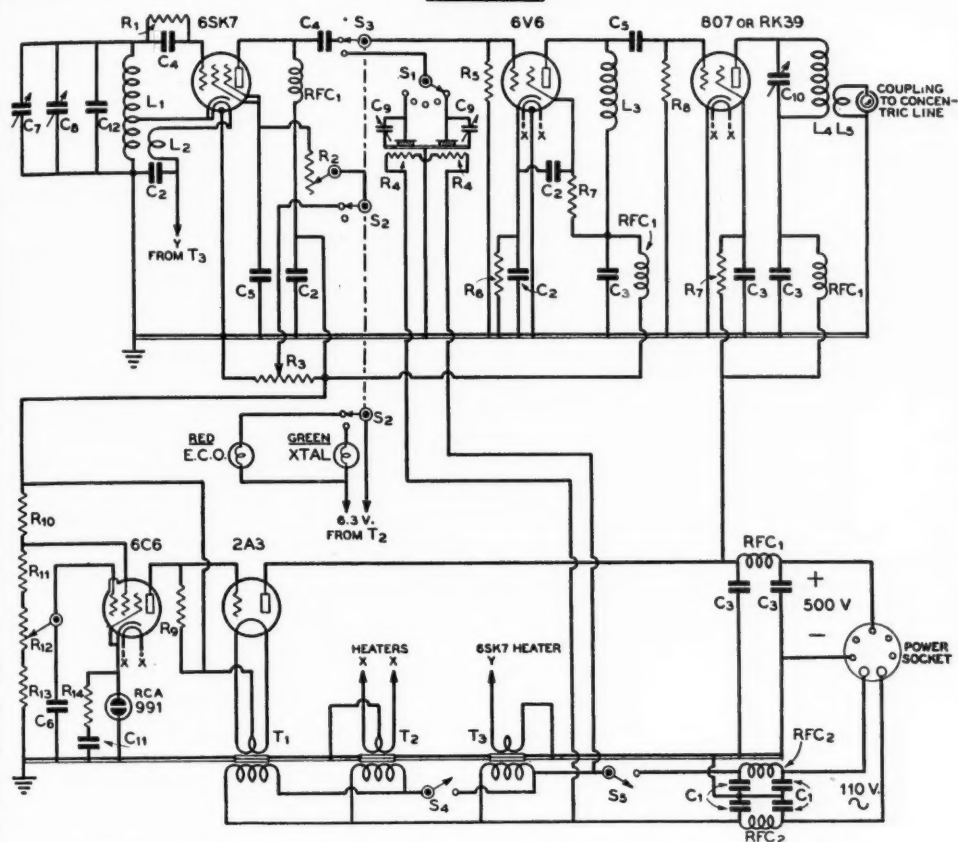 R1
6SK7
C4
S3
6V6
C5
807 OR RK39
C4
S1
R5
L3
R8
C10
COUPLING
TO CONCEN-
TRIC LINE
C7
C8
C12
L1
RFC1
C9
C9
L4 L5
L2
C2
R2
R4
R4
X X
C2
R7
X X
S2
RFC1
Y
FROM T3
C5
C2
R6
C2
C3
R7
C3
C3
RFC1
R3
S2
RED
E.C.O.
GREEN
XTAL
6.3 V.
FROM T2
R10
6C6
2A3
RFC1
R11
+
C3
C3
500 V
R12
R9
X X
HEATERS
X X
6SK7 HEATER
Y
−
POWER
SOCKET
R13
R14
RCA
991
C6
C11
T1
T2
T3
RFC2
S4
S5
C1
C1
110 V.
RFC2